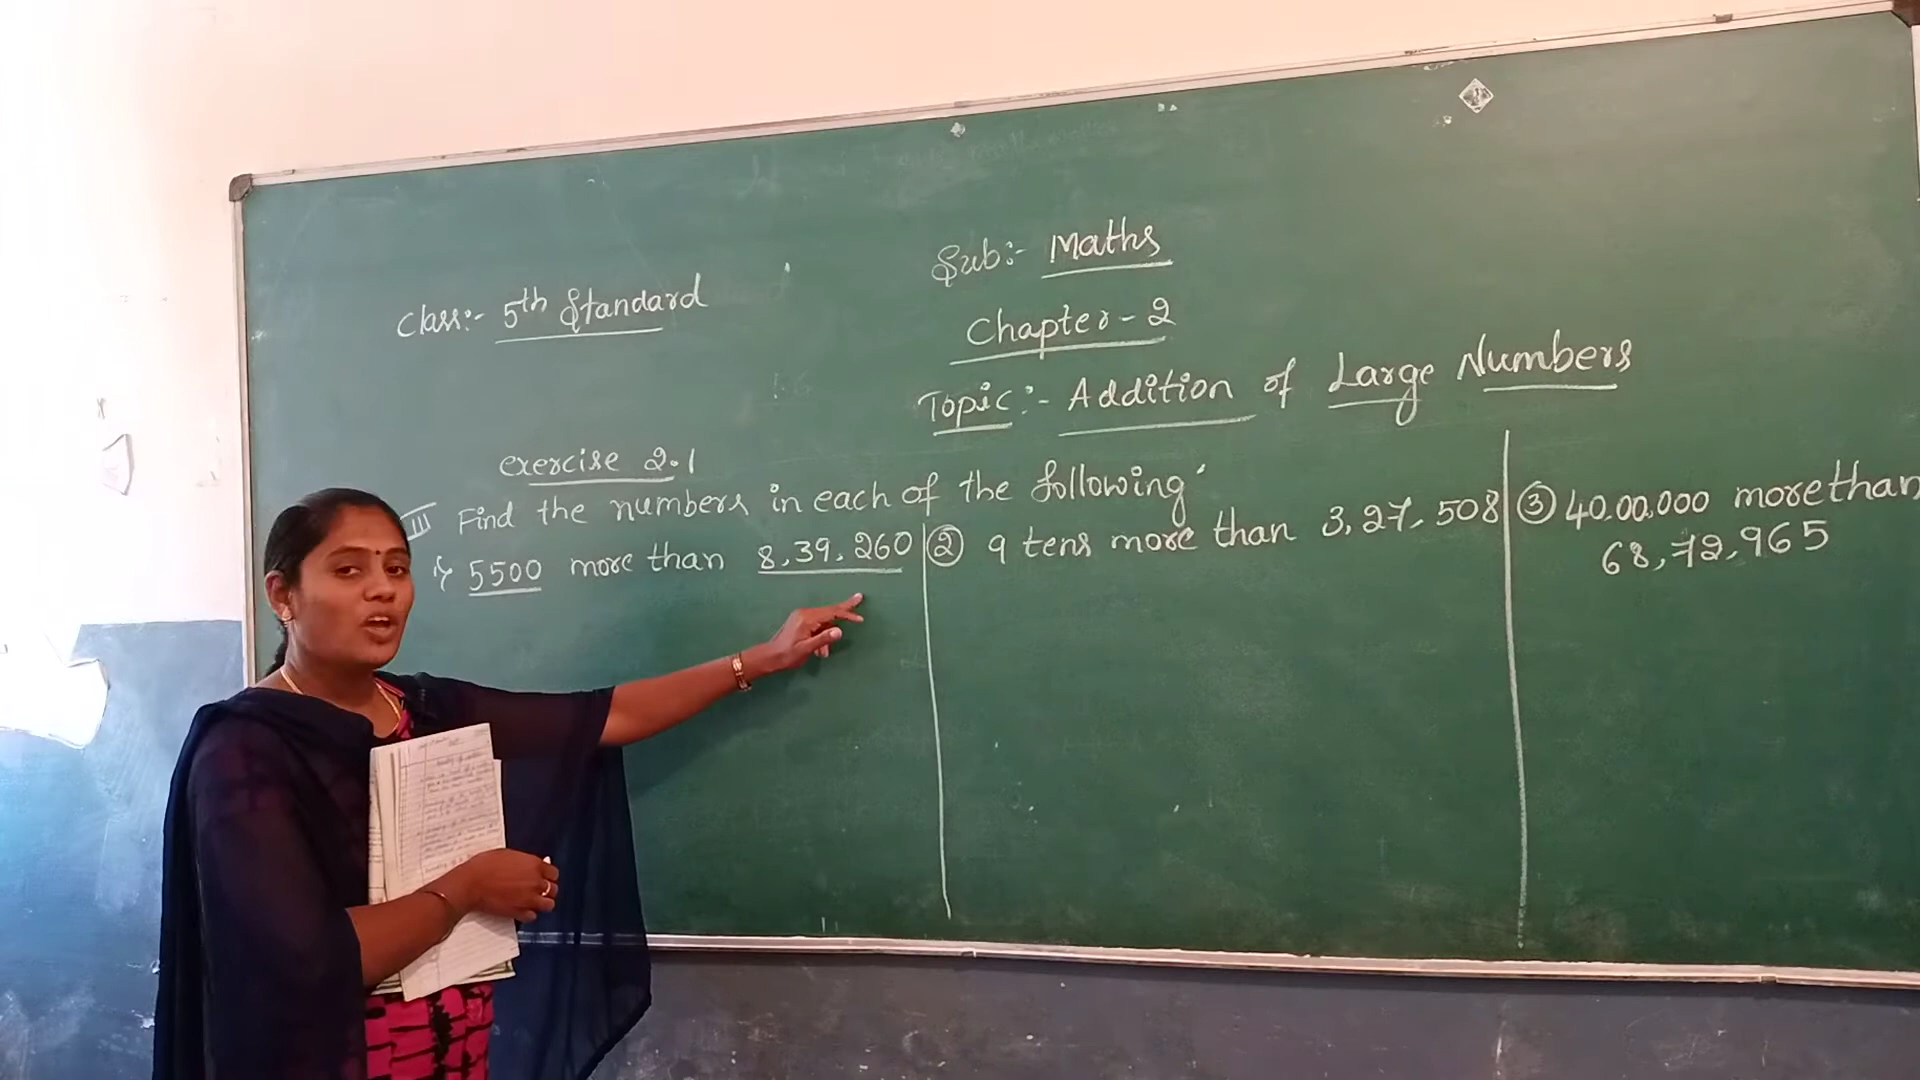 Sub:- Maths
Class:- 5th Standard
Chapter-2
Topic:- Addition of Large Numbers
exercise 2.1
III Find the numbers in each of the following
1) 5500 more than 8,39,260
② 9 tens more than 3,27,508
③ 40,00,000 more than
68,72,965